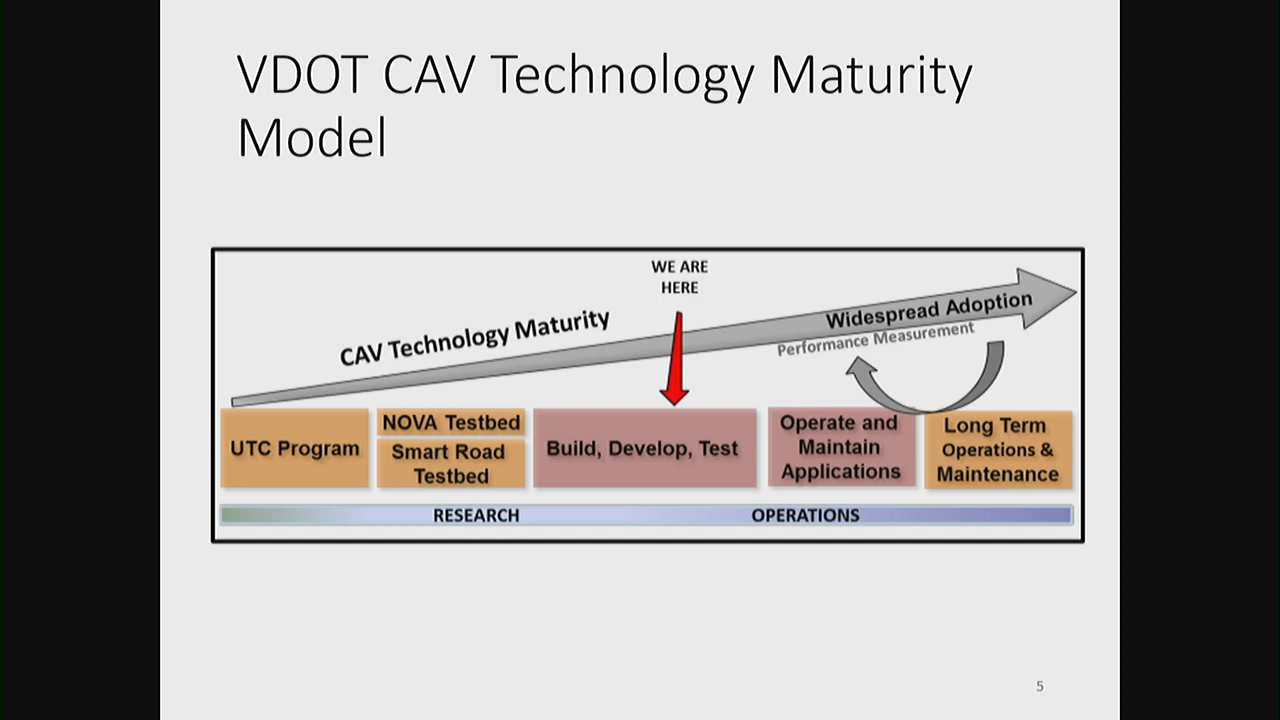 VDOT CAV Technology Maturity
Model
WE ARE
HERE
CAV Technology Maturity
Widespread Adoption
Performance Measurement
UTC Program
NOVA Testbed
Smart Road
Testbed
Build, Develop, Test
Operate and
Maintain
Applications
Long Term
Operations &
Maintenance
RESEARCH
OPERATIONS
5